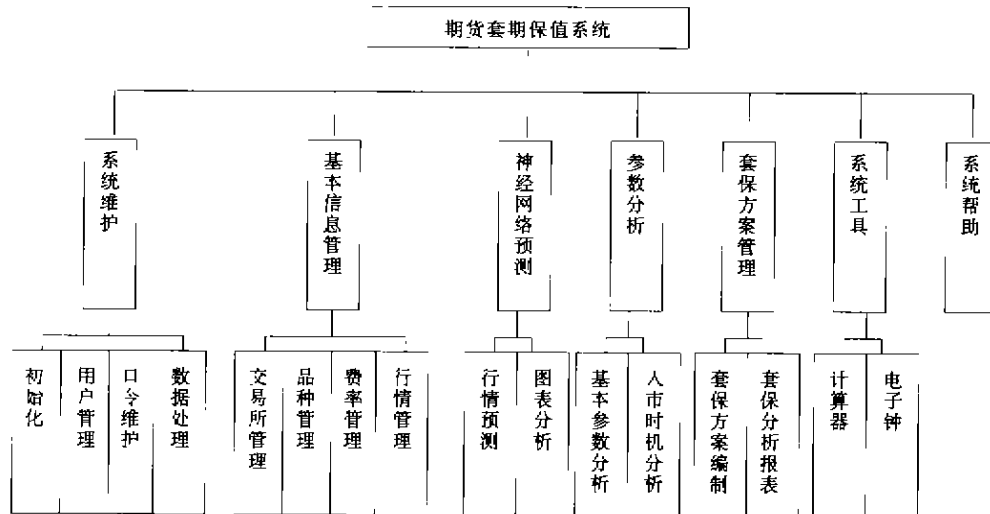 期货套期保值系统
系统维护
基本信息管理
神经网络预测
参数分析
套保方案管理
系统工具
系统帮助
初始化
用户管理
口令维护
数据处理
交易所管理
品种管理
费率管理
行情管理
行情预测
图表分析
基本参数分析
人市时机分析
套保方案编制
套保分析报表
计算器
电子钟